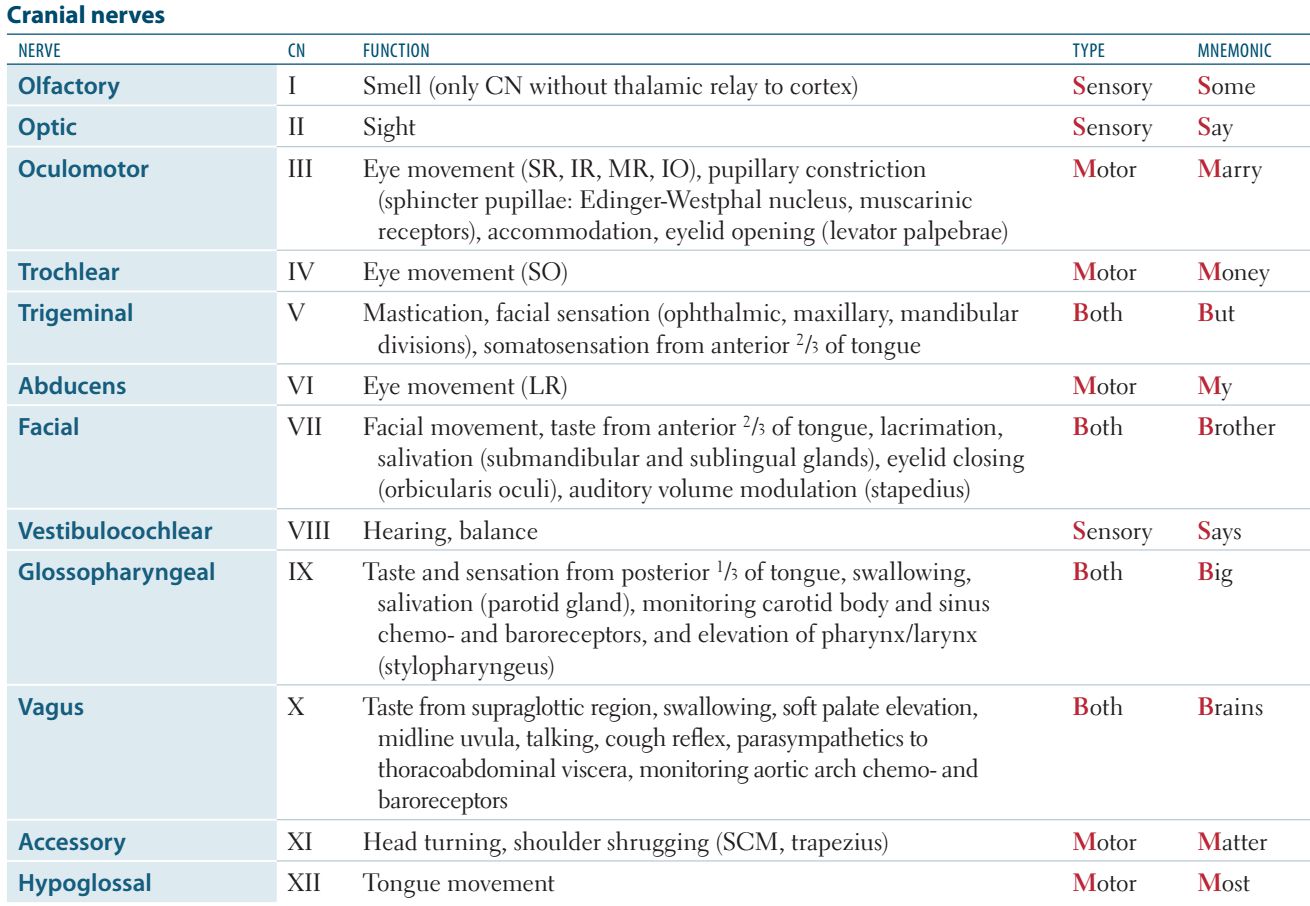 Cranial nerves
NERVE CN FUNCTION TYPE MNEMONIC
Olfactory I Smell (only CN without thalamic relay to cortex) Sensory Some
Optic II Sight Sensory Say
Oculomotor III Eye movement (SR, IR, MR, IO), pupillary constriction Motor Marry
(sphincter pupillae: Edinger-Westphal nucleus, muscarinic
receptors), accommodation, eyelid opening (levator palpebrae)
Trochlear IV Eye movement (SO) Motor Money
Trigeminal V Mastication, facial sensation (ophthalmic, maxillary, mandibular Both But
divisions), somatosensation from anterior 2/3 of tongue
Abducens VI Eye movement (LR) Motor My
Facial VII Facial movement, taste from anterior 2/3 of tongue, lacrimation, Both Brother
salivation (submandibular and sublingual glands), eyelid closing
(orbicularis oculi), auditory volume modulation (stapedius)
Vestibulocochlear VIII Hearing, balance Sensory Says
Glossopharyngeal IX Taste and sensation from posterior 1/3 of tongue, swallowing, Both Big
salivation (parotid gland), monitoring carotid body and sinus
chemo- and baroreceptors, and elevation of pharynx/larynx
(stylopharyngeus)
Vagus X Taste from supraglottic region, swallowing, soft palate elevation, Both Brains
midline uvula, talking, cough reflex, parasympathetics to
thoracoabdominal viscera, monitoring aortic arch chemo- and
baroreceptors
Accessory XI Head turning, shoulder shrugging (SCM, trapezius) Motor Matter
Hypoglossal XII Tongue movement Motor Most